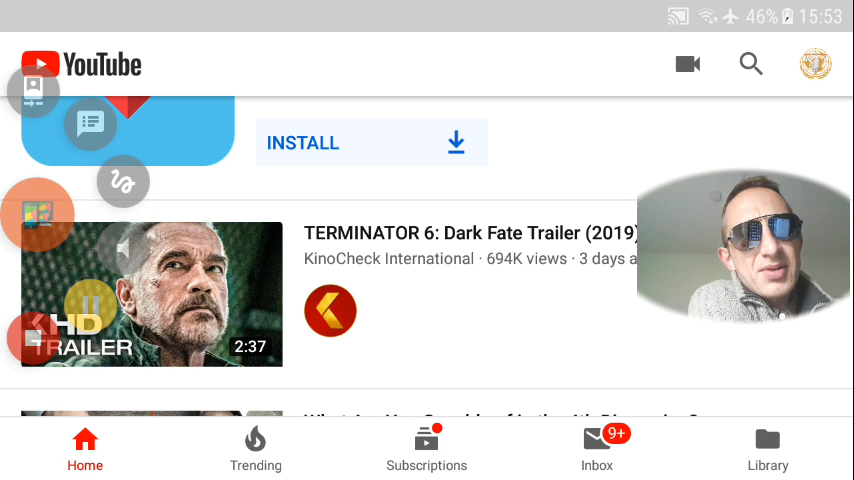 46% 15:53
YouTube
INSTALL
TERMINATOR 6: Dark Fate Trailer (2019)
KinoCheck International · 694K views · 3 days a
HD
TRAILER
2:37
Home
Trending
Subscriptions
9+
Inbox
Library